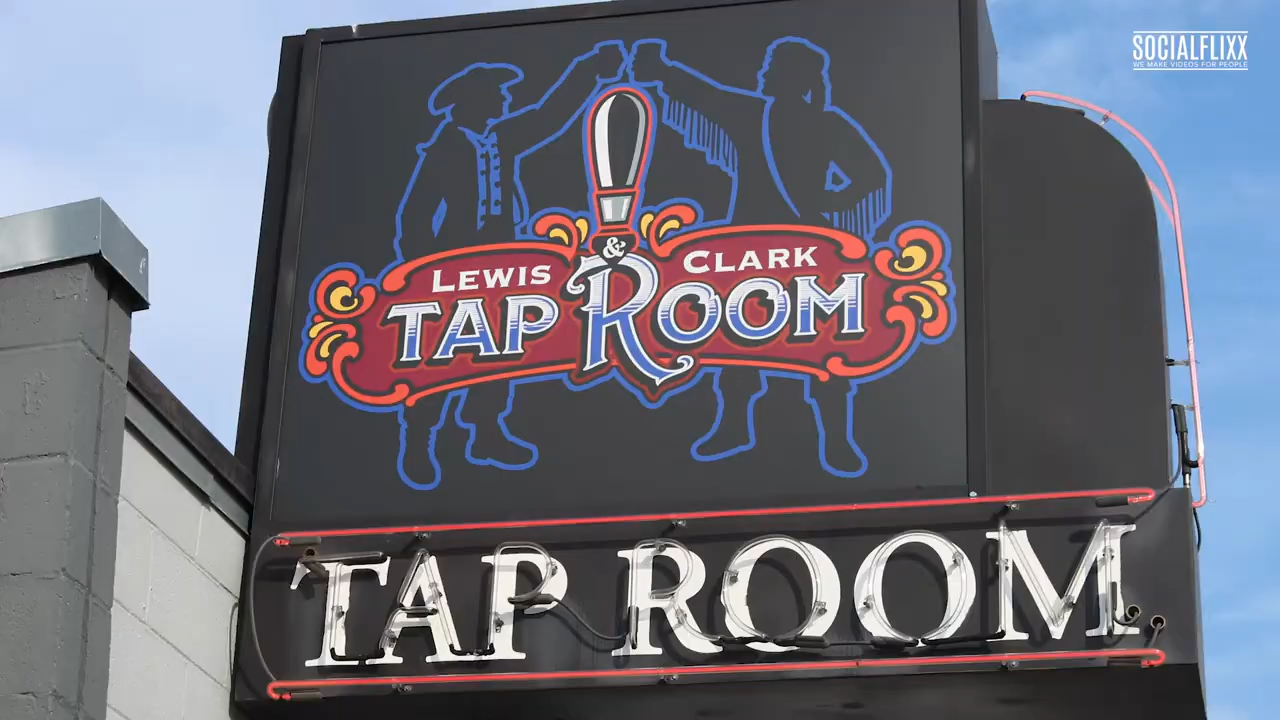 SOCIALFLIXX
WE MAKE VIDEOS FOR PEOPLE
LEWIS & CLARK
TAP ROOM
TAP ROOM